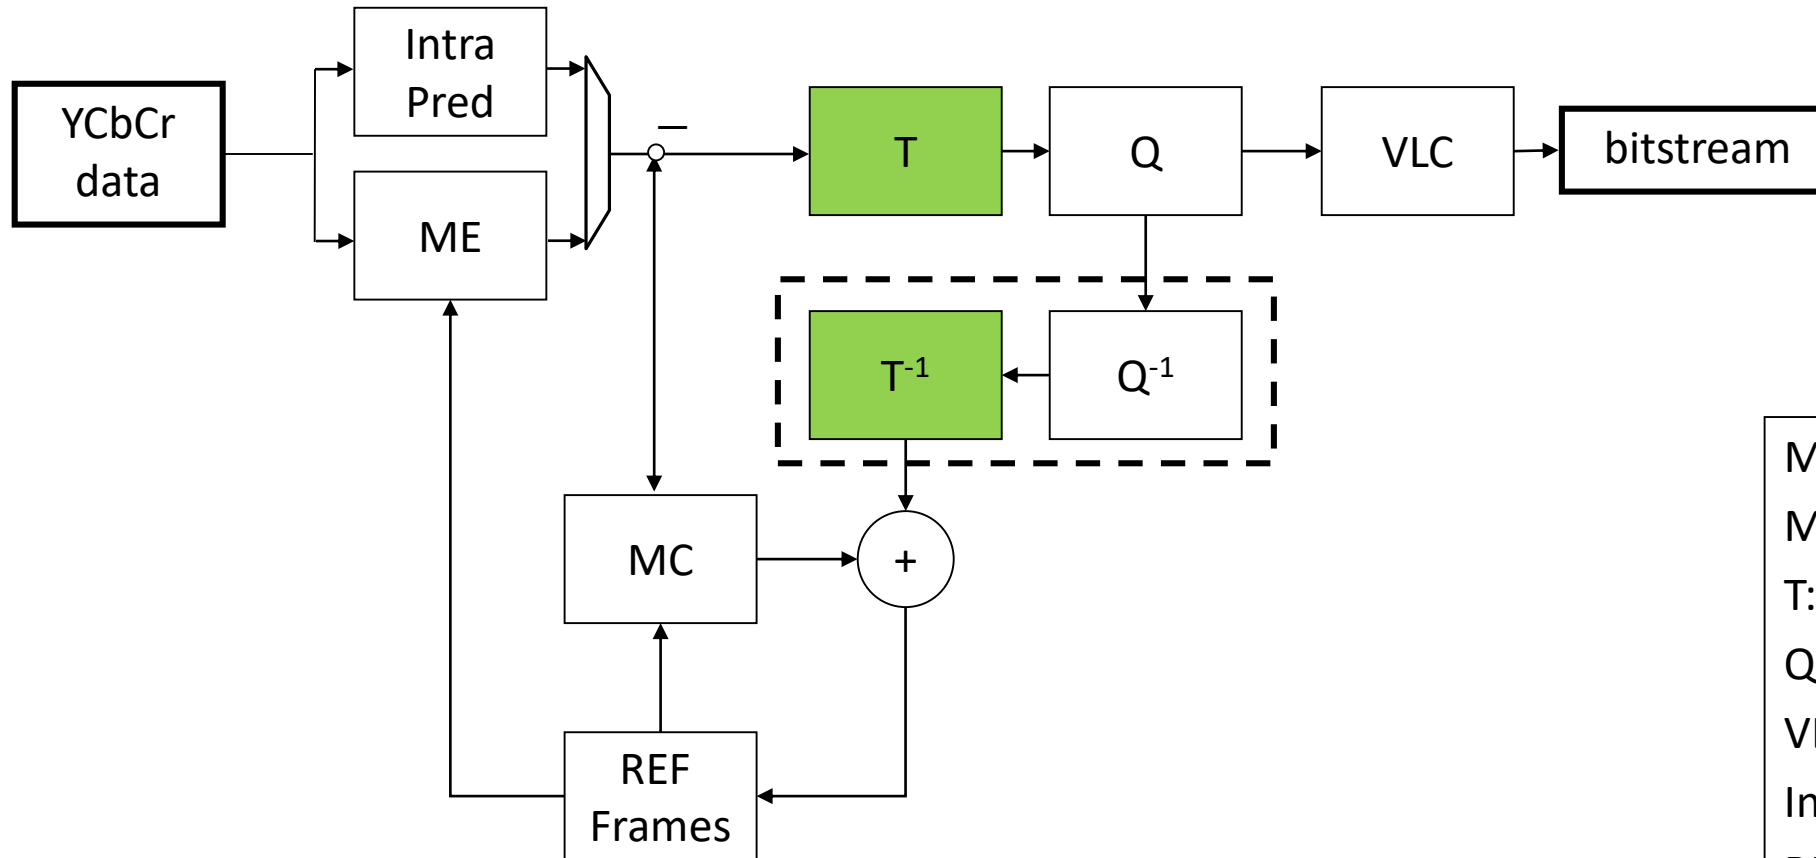 Intra
Pred
YCbCr
data
ME
—
T
Q
VLC
bitstream
T-1
Q-1
MC
+
REF
Frames
T: